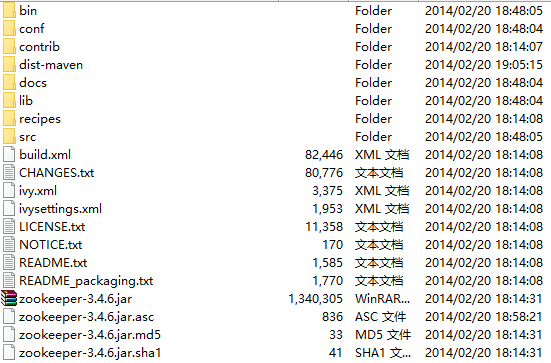 bin Folder 2014/02/20 18:48:05
conf Folder 2014/02/20 18:48:04
contrib Folder 2014/02/20 18:14:07
dist-maven Folder 2014/02/20 19:05:15
docs Folder 2014/02/20 18:48:04
lib Folder 2014/02/20 18:48:04
recipes Folder 2014/02/20 18:14:08
src Folder 2014/02/20 18:48:05
build.xml 82,446 XML 文档 2014/02/20 18:14:08
CHANGES.txt 80,776 文本文档 2014/02/20 18:14:08
ivy.xml 3,375 XML 文档 2014/02/20 18:14:08
ivysettings.xml 1,953 XML 文档 2014/02/20 18:14:08
LICENSE.txt 11,358 文本文档 2014/02/20 18:14:08
NOTICE.txt 170 文本文档 2014/02/20 18:14:08
README.txt 1,585 文本文档 2014/02/20 18:14:08
README_packaging.txt 1,770 文本文档 2014/02/20 18:14:08
zookeeper-3.4.6.jar 1,340,305 WinRAR... 2014/02/20 18:14:31
zookeeper-3.4.6.jar.asc 836 ASC 文件 2014/02/20 18:58:21
zookeeper-3.4.6.jar.md5 33 MD5 文件 2014/02/20 18:14:31
zookeeper-3.4.6.jar.sha1 41 SHA1 文... 2014/02/20 18:14:31